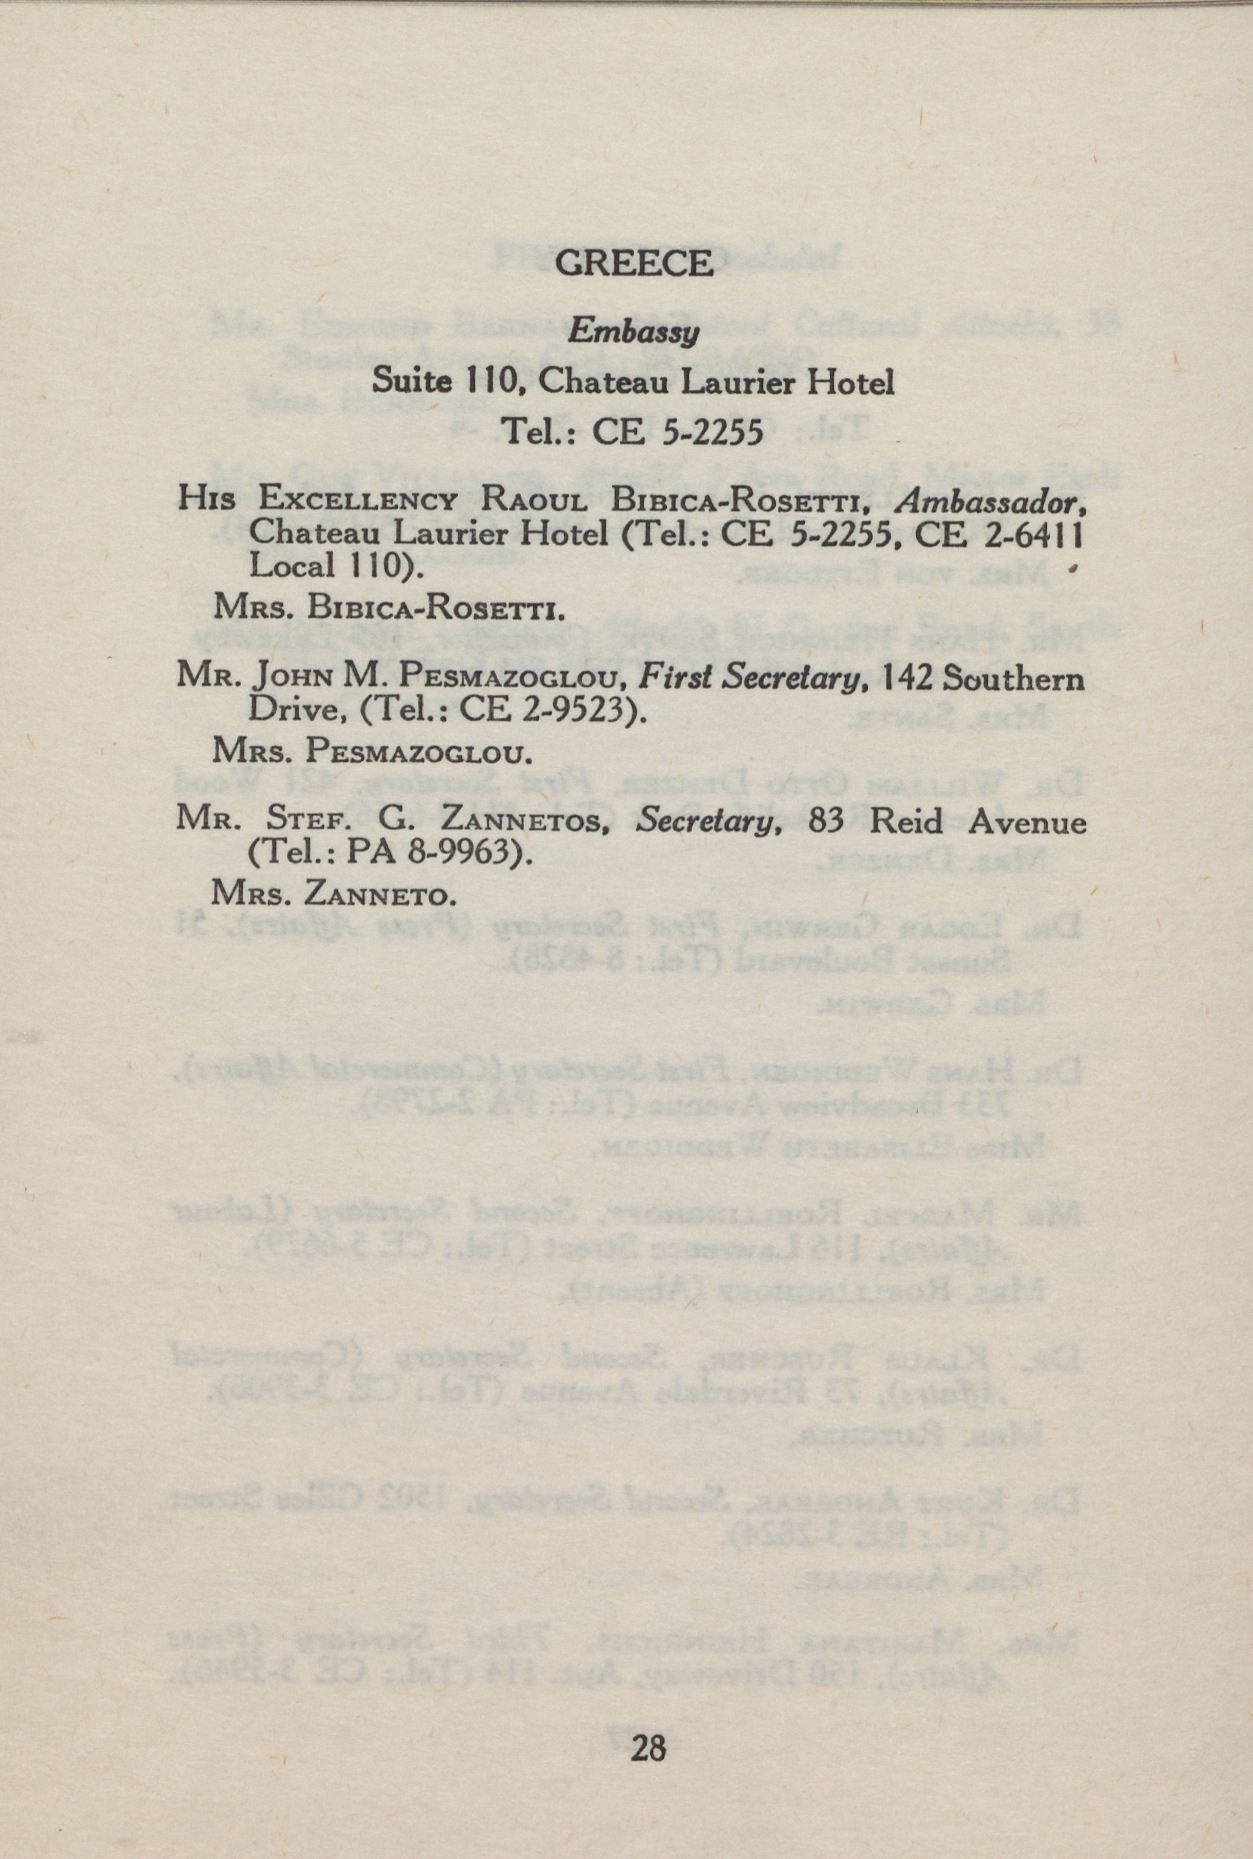 GREECE
Embassy
Suite 110, Chateau Laurier Hotel
Tel.: CE 5-2255
HIS EXCELLENCY RAOUL BIBICA-ROSETTI, Ambassador,
Chateau Laurier Hotel (Tel.: CE 5-2255, CE 2-6411
Local 110).
MRS. BIBICA-ROSETTI.
MR. JOHN M. PESMAZOGLOU, First Secretary, 142 Southern
Drive, (Tel.: CE 2-9523).
MRS. PESMAZOGLOU.
MR. STEF. G. ZANNETOS, Secretary, 83 Reid Avenue
(Tel.: PA 8-9963).
MRS. ZANNETO.
28